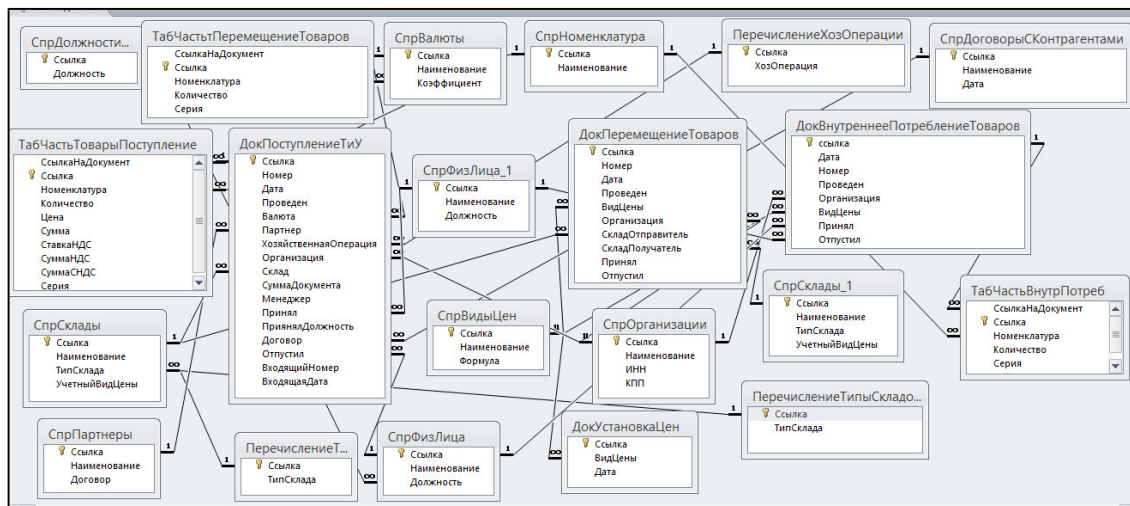 СпрДолжности...
Ссылка
Должность
ТабЧастьтПеремещениеТоваров
СсылкаНаДокумент
Ссылка
Номенклатура
Количество
Серия
СпрВалюты
Ссылка
Наименование
Коэффициент
СпрНоменклатура
Ссылка
Наименование
ПеречислениеХозОперации
Ссылка
ХозОперация
СпрДоговорыСКонтрагентами
Ссылка
Наименование
Дата
ТабЧастьТоварыПоступление
СсылкаНаДокумент
Ссылка
Номенклатура
Количество
Цена
Сумма
СтавкаНДС
СуммаНДС
СуммаСНДС
Серия
ДокПоступлениеТиУ
Ссылка
Номер
Дата
Проведен
Валюта
Партнер
ХозяйственнаяОперация
Организация
Склад
СуммаДокумента
Менеджер
Принял
ПриянялДолжность
Договор
Отпустил
ВходящийНомер
ВходящаяДата
СпрФизЛица_1
Ссылка
Наименование
Должность
ДокПеремещениеТоваров
Ссылка
Номер
Дата
Проведен
ВидЦены
Организация
СкладОтправитель
СкладПолучатель
Принял
Отпустил
ДокВнутреннееПотреблениеТоваров
ссылка
Дата
Номер
Проведен
Организация
ВидЦены
Принял
Отпустил
СпрСклады
Ссылка
Наименование
ТипСклада
УчетныйВидЦены
СпрВидыЦен
Ссылка
Наименование
Формула
СпрОрганизации
Ссылка
Наименование
ИНН
КПП
СпрСклады_1
Ссылка
Наименование
ТипСклада
УчетныйВидЦены
ТабЧастьВнутрПотреб
СсылкаНаДокумент
Ссылка
Номенклатура
Количество
Серия
СпрПартнеры
Ссылка
Наименование
Договор
ПеречислениеТ...
Ссылка
ТипСклада
СпрФизЛица
Ссылка
Наименование
Должность
ДокУстановкаЦен
Ссылка
ВидЦены
Дата
ПеречислениеТипыСкладо...
Ссылка
ТипСклада